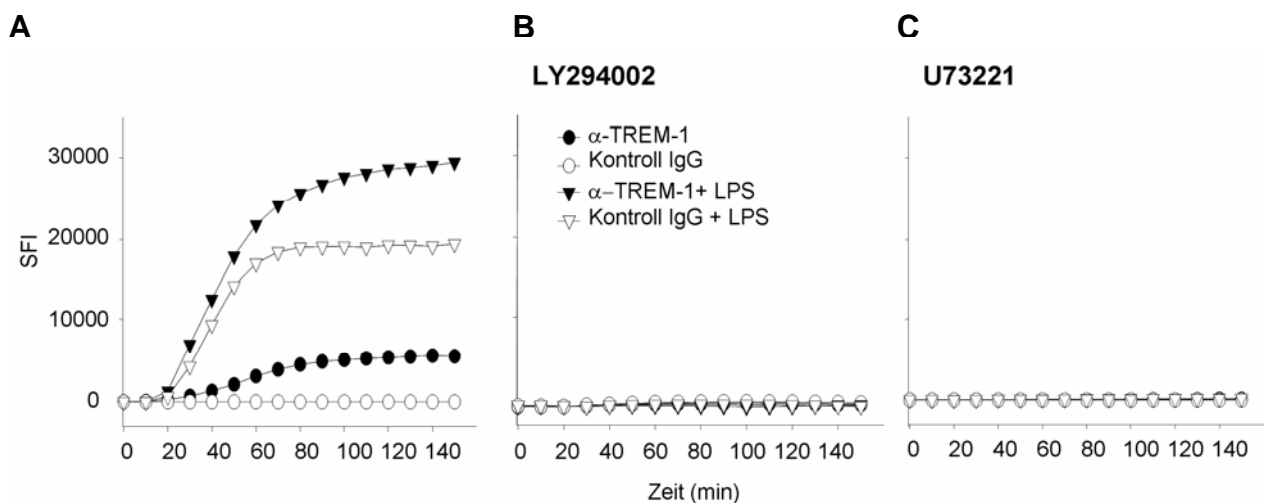 A
B
C
LY294002
U73221
α-TREM-1
Kontroll IgG
α–TREM-1+ LPS
Kontroll IgG + LPS
SFI
30000
20000
10000
0
0 20 40 60 80 100 120 140
0 20 40 60 80 100 120 140
0 20 40 60 80 100 120 140
Zeit (min)